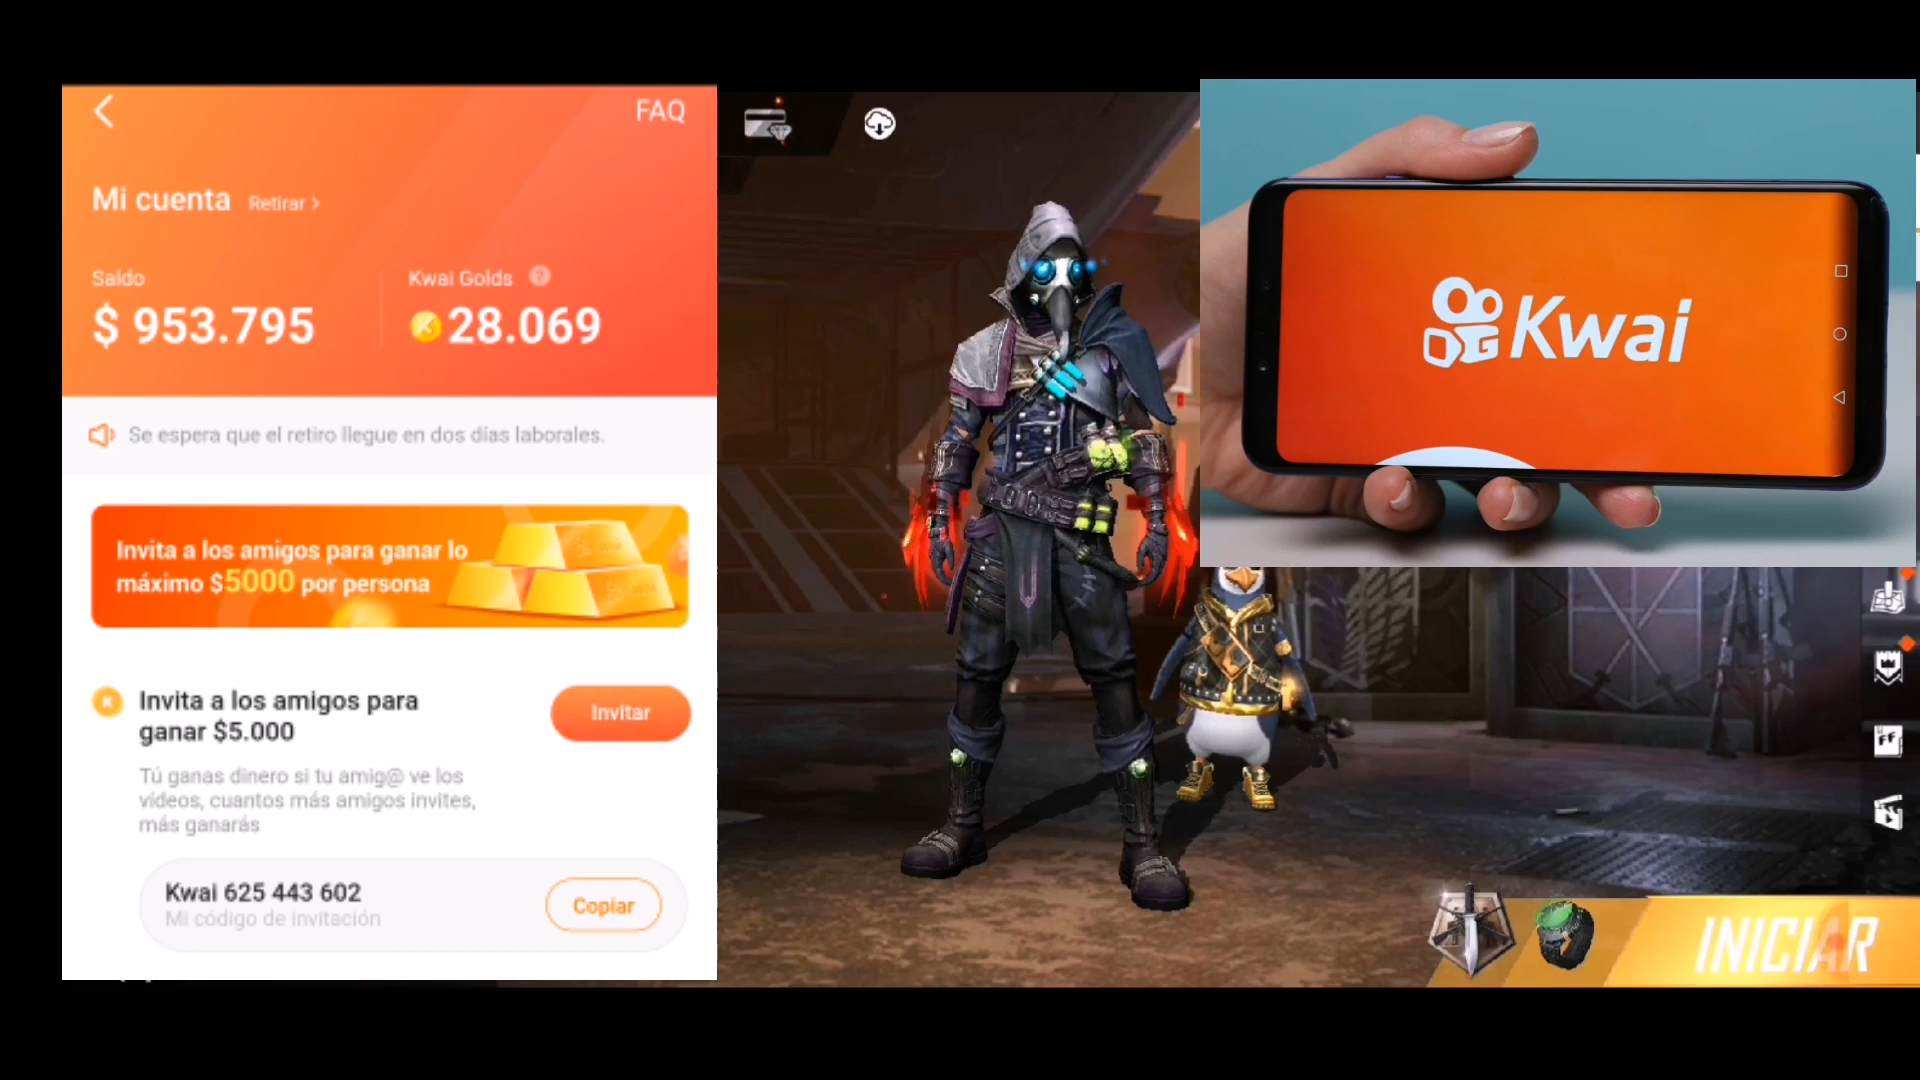 FAQ
Mi cuenta Retirar >
Saldo
$ 953.795
Kwai Golds ?
K 28.069
Se espera que el retiro llegue en dos días laborales.
Invita a los amigos para ganar lo
máximo $5000 por persona
K
Invita a los amigos para
ganar $5.000
Invitar
Tú ganas dinero si tu amig@ ve los
vídeos, cuantos más amigos invites,
más ganarás
Kwai 625 443 602
Mi código de invitación
Copiar
Kwai
FF
INICIAR